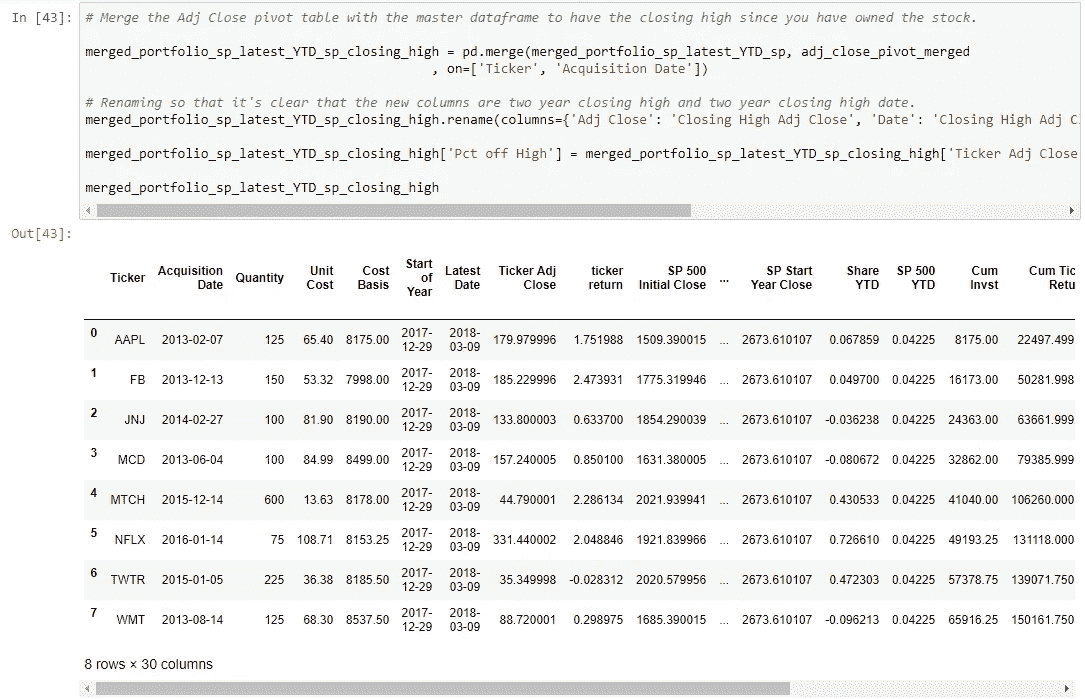 In [43]:
# Merge the Adj Close pivot table with the master dataframe to have the closing high since you have owned the stock.
merged_portfolio_sp_latest_YTD_sp_closing_high = pd.merge(merged_portfolio_sp_latest_YTD_sp, adj_close_pivot_merged
, on=['Ticker', 'Acquisition Date'])
# Renaming so that it's clear that the new columns are two year closing high and two year closing high date.
merged_portfolio_sp_latest_YTD_sp_closing_high.rename(columns={'Adj Close': 'Closing High Adj Close', 'Date': 'Closing High Adj C
merged_portfolio_sp_latest_YTD_sp_closing_high['Pct off High'] = merged_portfolio_sp_latest_YTD_sp_closing_high['Ticker Adj Close
merged_portfolio_sp_latest_YTD_sp_closing_high
Out[43]:
Ticker Acquisition Date Quantity Unit Cost Cost Basis Start of Year Latest Date Ticker Adj Close ticker return SP 500 Initial Close ... SP Start Year Close Share YTD SP 500 YTD Cum Invst Cum Tic Retu
0 AAPL 2013-02-07 125 65.40 8175.00 2017-12-29 2018-03-09 179.979996 1.751988 1509.390015 ... 2673.610107 0.067859 0.04225 8175.00 22497.499
1 FB 2013-12-13 150 53.32 7998.00 2017-12-29 2018-03-09 185.229996 2.473931 1775.319946 ... 2673.610107 0.049700 0.04225 16173.00 50281.998
2 JNJ 2014-02-27 100 81.90 8190.00 2017-12-29 2018-03-09 133.800003 0.633700 1854.290039 ... 2673.610107 -0.036238 0.04225 24363.00 63661.999
3 MCD 2013-06-04 100 84.99 8499.00 2017-12-29 2018-03-09 157.240005 0.850100 1631.380005 ... 2673.610107 -0.080672 0.04225 32862.00 79385.999
4 MTCH 2015-12-14 600 13.63 8178.00 2017-12-29 2018-03-09 44.790001 2.286134 2021.939941 ... 2673.610107 0.430533 0.04225 41040.00 106260.000
5 NFLX 2016-01-14 75 108.71 8153.25 2017-12-29 2018-03-09 331.440002 2.048846 1921.839966 ... 2673.610107 0.726610 0.04225 49193.25 131118.000
6 TWTR 2015-01-05 225 36.38 8185.50 2017-12-29 2018-03-09 35.349998 -0.028312 2020.579956 ... 2673.610107 0.472303 0.04225 57378.75 139071.750
7 WMT 2013-08-14 125 68.30 8537.50 2017-12-29 2018-03-09 88.720001 0.298975 1685.390015 ... 2673.610107 -0.096213 0.04225 65916.25 150161.750
8 rows × 30 columns